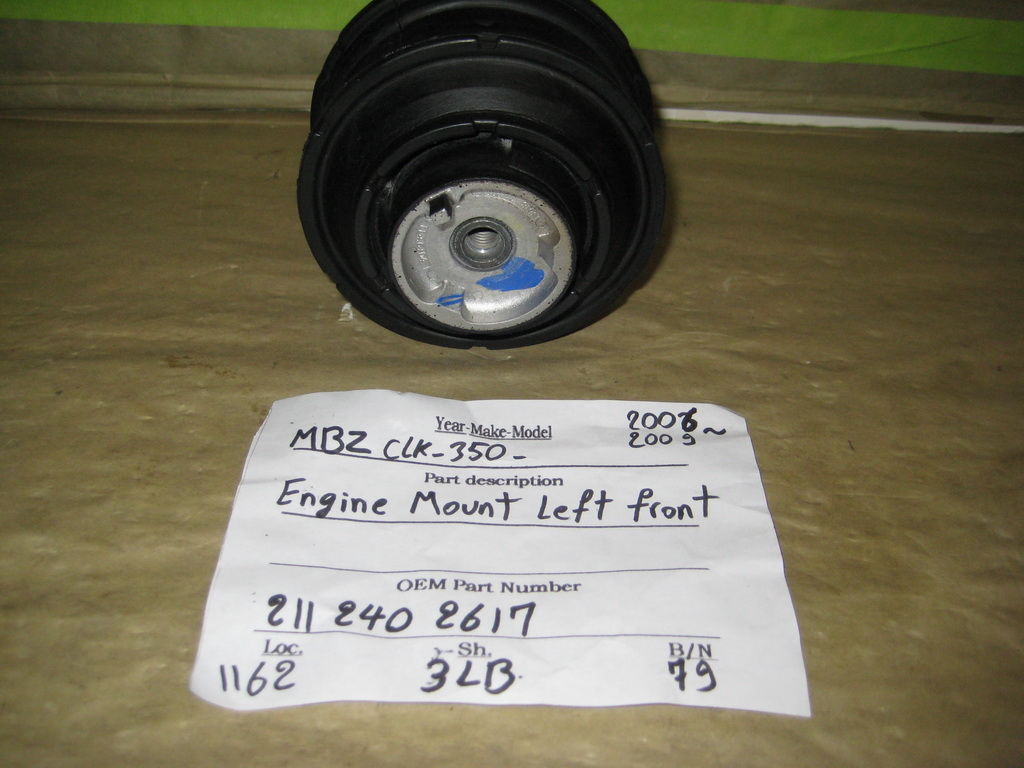 Year-Make-Model
2006 ~
2009
MBZ CLK-350-
Part description
Engine Mount Left front
OEM Part Number
211 240 2617
Loc. Sh. B/N
1162 3LB. 79